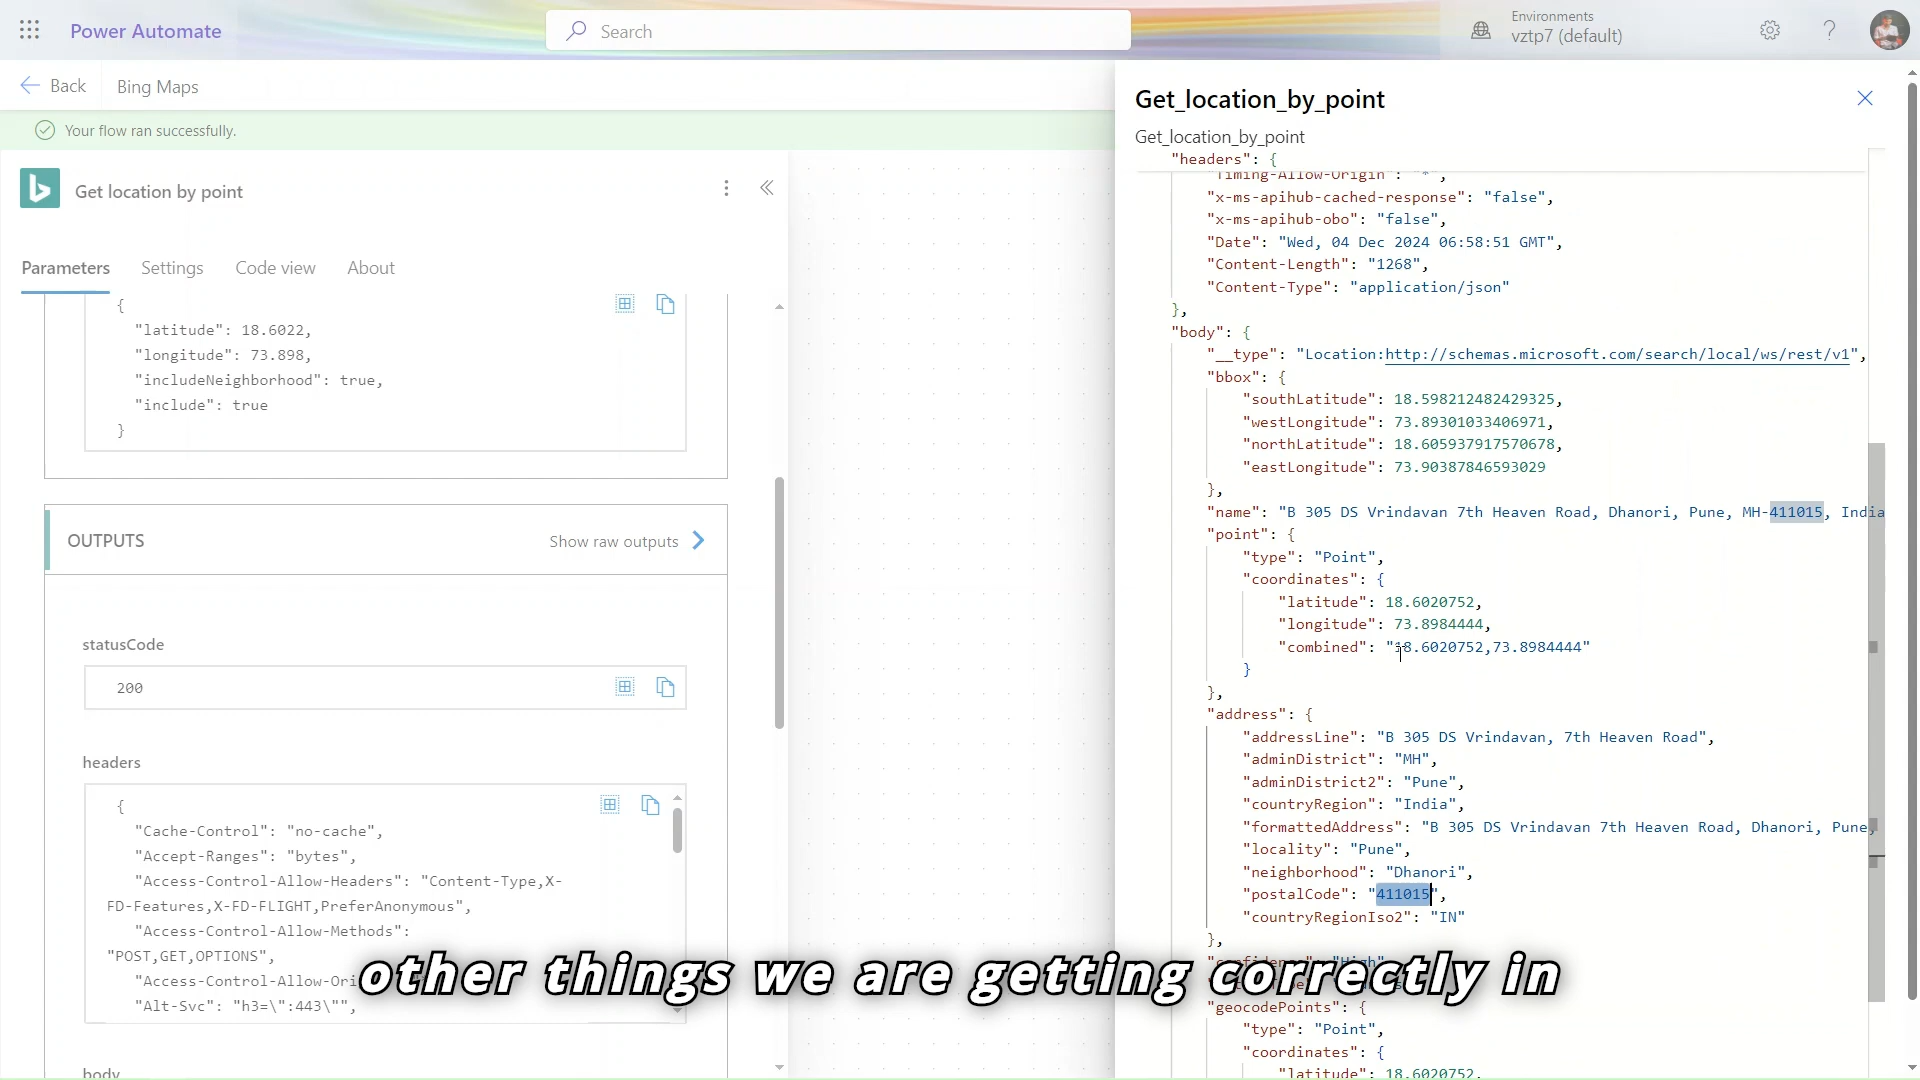 Power Automate
Search
Environments
vztp7 (default)
?
Back
Bing Maps
Your flow ran successfully.
Get location by point
Parameters
Settings
Code view
About
{
"latitude": 18.6022,
"longitude": 73.898,
"includeNeighborhood": true,
"include": true
}
OUTPUTS
Show raw outputs
statusCode
200
headers
{
"Cache-Control": "no-cache",
"Accept-Ranges": "bytes",
"Access-Control-Allow-Headers": "Content-Type,X-
FD-Features,X-FD-FLIGHT,PreferAnonymous",
"Access-Control-Allow-Methods":
"POST,GET,OPTIONS",
"Access-Control-Allow-Ori
"Alt-Svc": "h3=\":443\"",
body
Get_location_by_point
Get_location_by_point
"headers": {
"Timing-Allow-Origin": "*",
"x-ms-apihub-cached-response": "false",
"x-ms-apihub-obo": "false",
"Date": "Wed, 04 Dec 2024 06:58:51 GMT",
"Content-Length": "1268",
"Content-Type": "application/json"
},
"body": {
"__type": "Location:http://schemas.microsoft.com/search/local/ws/rest/v1",
"bbox": {
"southLatitude": 18.598212482429325,
"westLongitude": 73.89301033406971,
"northLatitude": 18.605937917570678,
"eastLongitude": 73.90387846593029
},
"name": "B 305 DS Vrindavan 7th Heaven Road, Dhanori, Pune, MH-411015, India
"point": {
"type": "Point",
"coordinates": {
"latitude": 18.6020752,
"longitude": 73.8984444,
"combined": "18.6020752,73.8984444"
}
},
"address": {
"addressLine": "B 305 DS Vrindavan, 7th Heaven Road",
"adminDistrict": "MH",
"adminDistrict2": "Pune",
"countryRegion": "India",
"formattedAddress": "B 305 DS Vrindavan 7th Heaven Road, Dhanori, Pune,
"locality": "Pune",
"neighborhood": "Dhanori",
"postalCode": "411015",
"countryRegionIso2": "IN"
},
"confidence": "High",
"geocodePoints": {
"type": "Point",
"coordinates": {
"latitude": 18.6020752,
other things we are getting correctly in